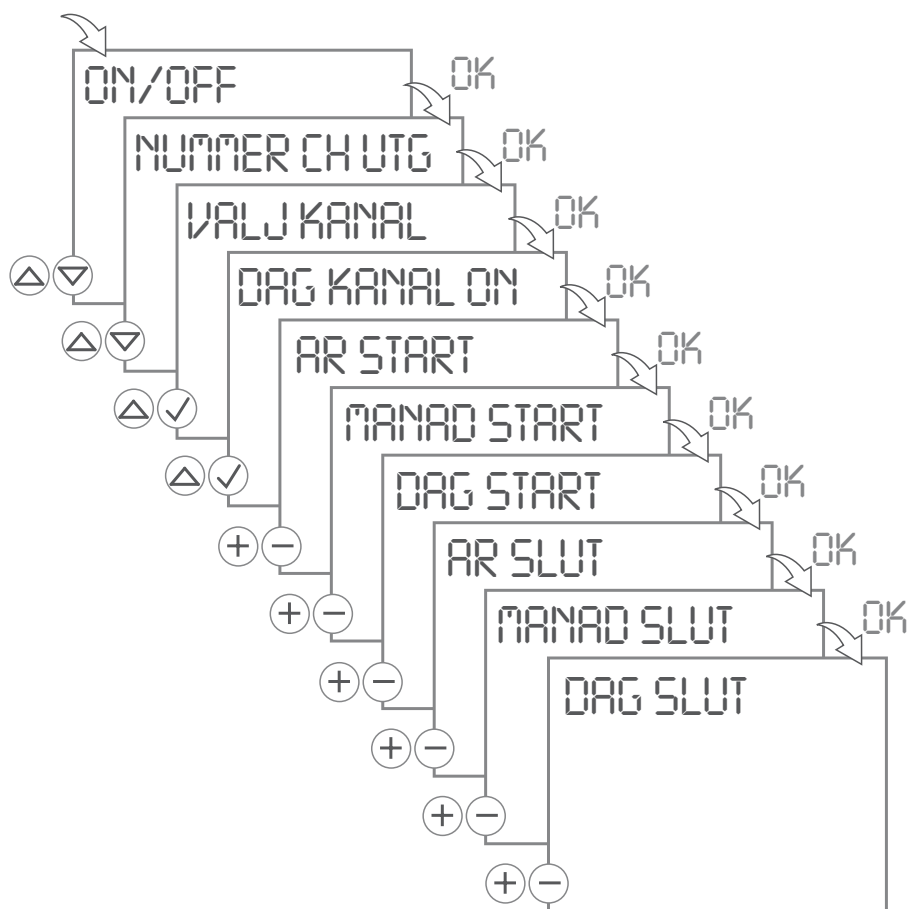 ON/OFF
OK
NUMMER CH UTG
OK
VALJ KANAL
OK
DAG KANAL ON
OK
AR START
OK
MANAD START
OK
DAG START
OK
AR SLUT
OK
MANAD SLUT
OK
DAG SLUT